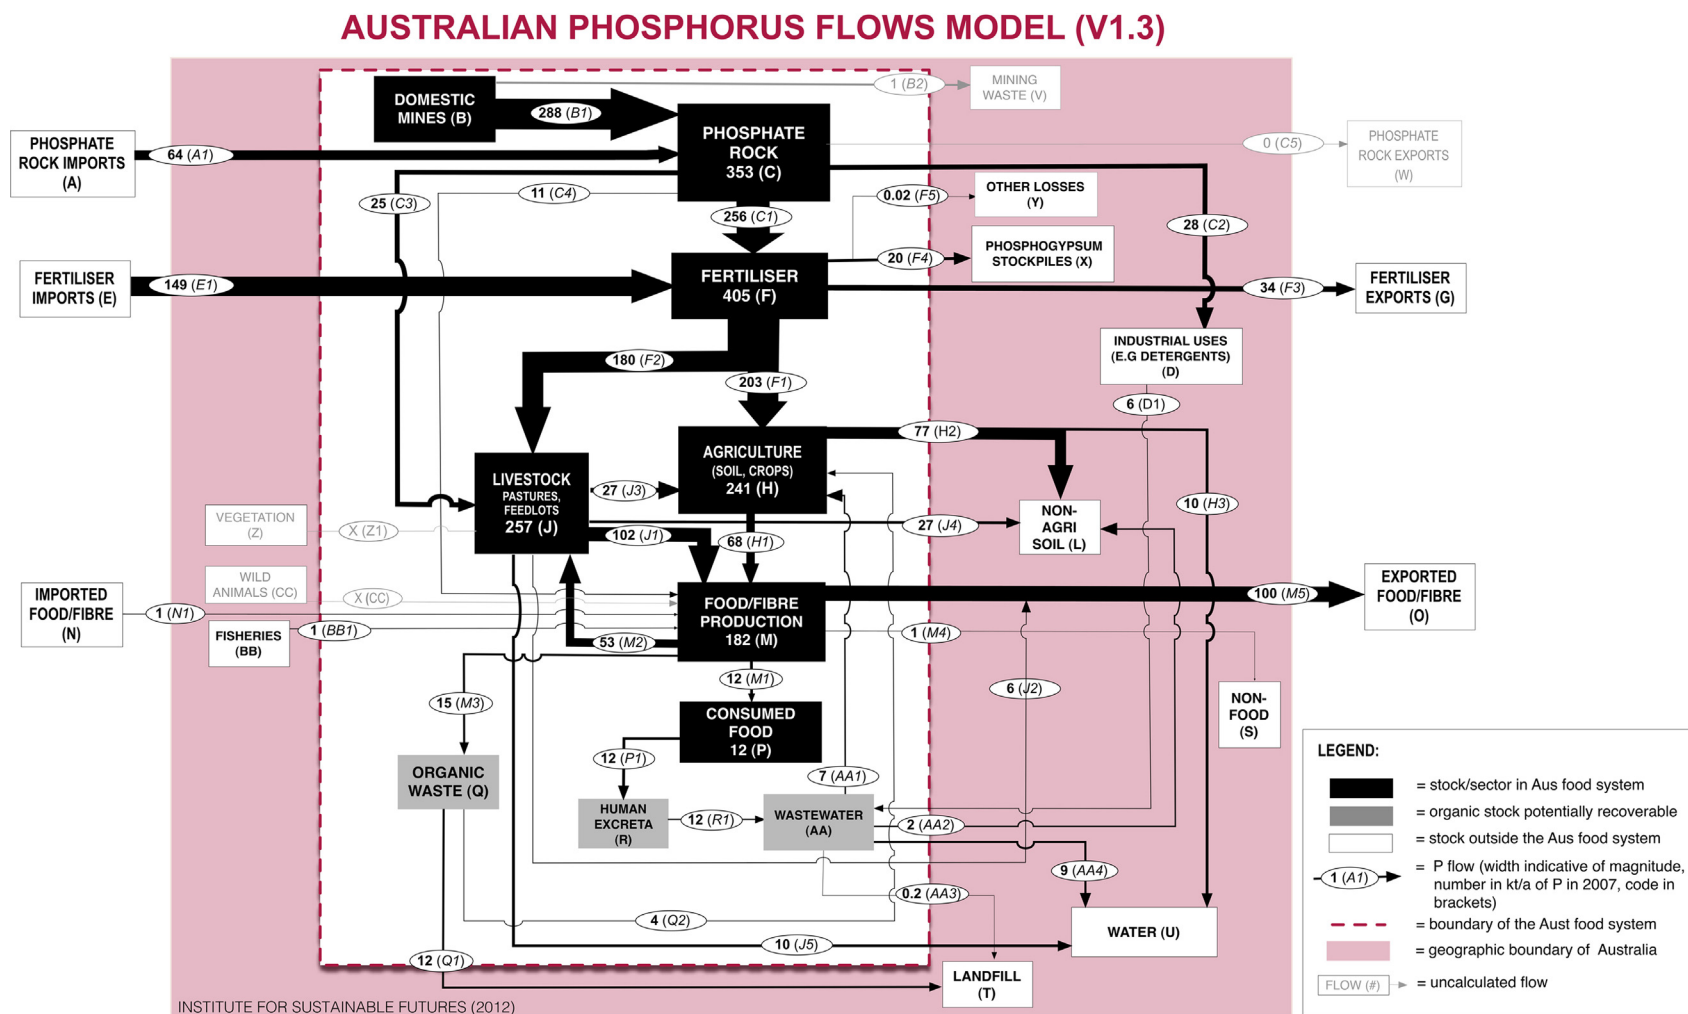 AUSTRALIAN PHOSPHORUS FLOWS MODEL (V1.3)
DOMESTIC
MINES (B)
288 (B1)
1 (B2)
MINING
WASTE (V)
PHOSPHATE
ROCK IMPORTS
(A)
64 (A1)
PHOSPHATE
ROCK
353 (C)
0 (C5)
PHOSPHATE
ROCK EXPORTS
(W)
25 (C3)
11 (C4)
256 (C1)
0.02 (F5)
OTHER LOSSES
(Y)
28 (C2)
20 (F4)
PHOSPHOGYPSUM
STOCKPILES (X)
FERTILISER
IMPORTS (E)
149 (E1)
FERTILISER
405 (F)
34 (F3)
FERTILISER
EXPORTS (G)
180 (F2)
203 (F1)
INDUSTRIAL USES
(E.G DETERGENTS)
(D)
6 (D1)
77 (H2)
AGRICULTURE
(SOIL, CROPS)
241 (H)
LIVESTOCK
PASTURES,
FEEDLOTS
257 (J)
27 (J3)
10 (H3)
VEGETATION
(Z)
X (Z1)
102 (J1)
68 (H1)
27 (J4)
NON-
AGRI
SOIL (L)
WILD
ANIMALS (CC)
X (CC)
IMPORTED
FOOD/FIBRE
(N)
1 (N1)
FISHERIES
(BB)
1 (BB1)
53 (M2)
FOOD/FIBRE
PRODUCTION
182 (M)
100 (M5)
EXPORTED
FOOD/FIBRE
(O)
1 (M4)
15 (M3)
12 (M1)
6 (J2)
NON-
FOOD
(S)
CONSUMED
FOOD
12 (P)
12 (P1)
ORGANIC
WASTE (Q)
7 (AA1)
HUMAN
EXCRETA
(R)
12 (R1)
WASTEWATER
(AA)
2 (AA2)
9 (AA4)
0.2 (AA3)
4 (Q2)
10 (J5)
WATER (U)
12 (Q1)
LANDFILL
(T)
INSTITUTE FOR SUSTAINABLE FUTURES (2012)
LEGEND:
= stock/sector in Aus food system
= organic stock potentially recoverable
= stock outside the Aus food system
1 (A1)
= P flow (width indicative of magnitude,
number in kt/a of P in 2007, code in
brackets)
= boundary of the Aust food system
= geographic boundary of Australia
FLOW (#)
= uncalculated flow